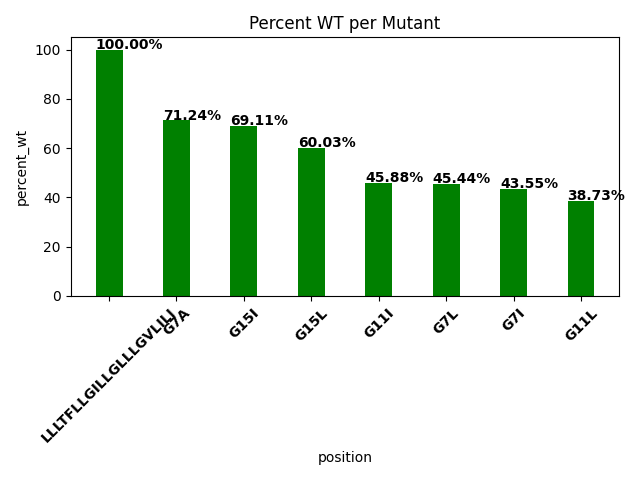 Percent WT per Mutant
percent_wt
100
80
60
40
20
0
100.00%
71.24%
69.11%
60.03%
45.88%
45.44%
43.55%
38.73%
LLLTFLLGILLGLLLGVLILI
G7A
G15I
G15L
G11I
G7L
G7I
G11L
position